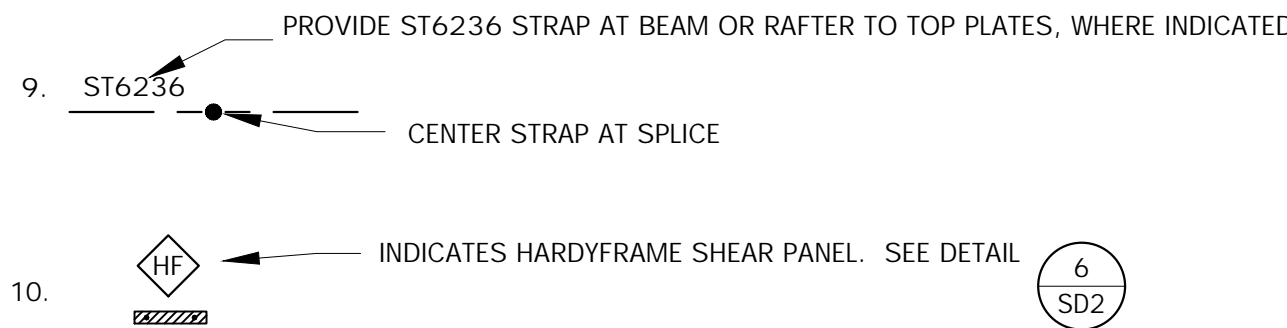 PROVIDE ST6236 STRAP AT BEAM OR RAFTER TO TOP PLATES, WHERE INDICATED
9. ST6236
CENTER STRAP AT SPLICE
HF
INDICATES HARDYFRAME SHEAR PANEL. SEE DETAIL
6
10.
SD2